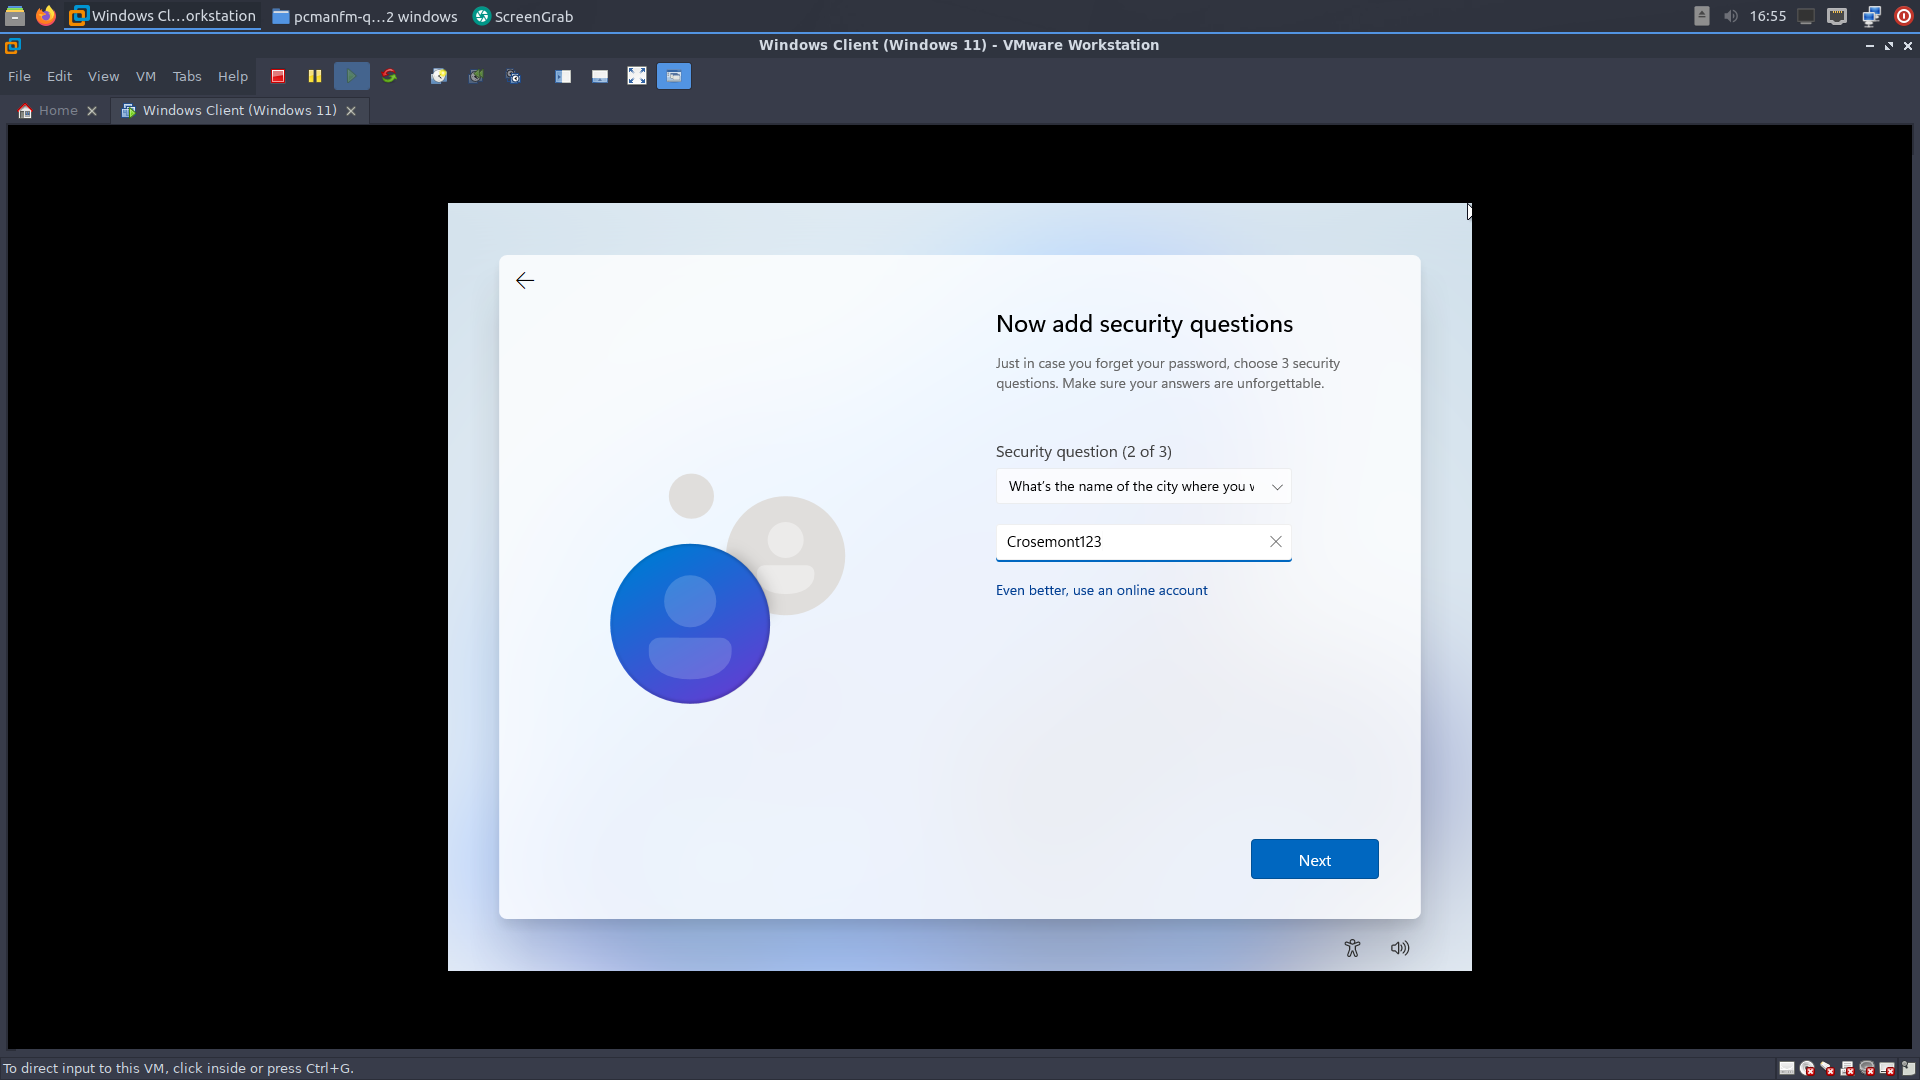 Windows Cl...orkstation
pcmanfm-q...2 windows
ScreenGrab
16:55
Windows Client (Windows 11) - VMware Workstation
File Edit View VM Tabs Help
Home
Windows Client (Windows 11)
Now add security questions
Just in case you forget your password, choose 3 security
questions. Make sure your answers are unforgettable.
Security question (2 of 3)
What's the name of the city where you w
Crosemont123
Even better, use an online account
Next
To direct input to this VM, click inside or press Ctrl+G.